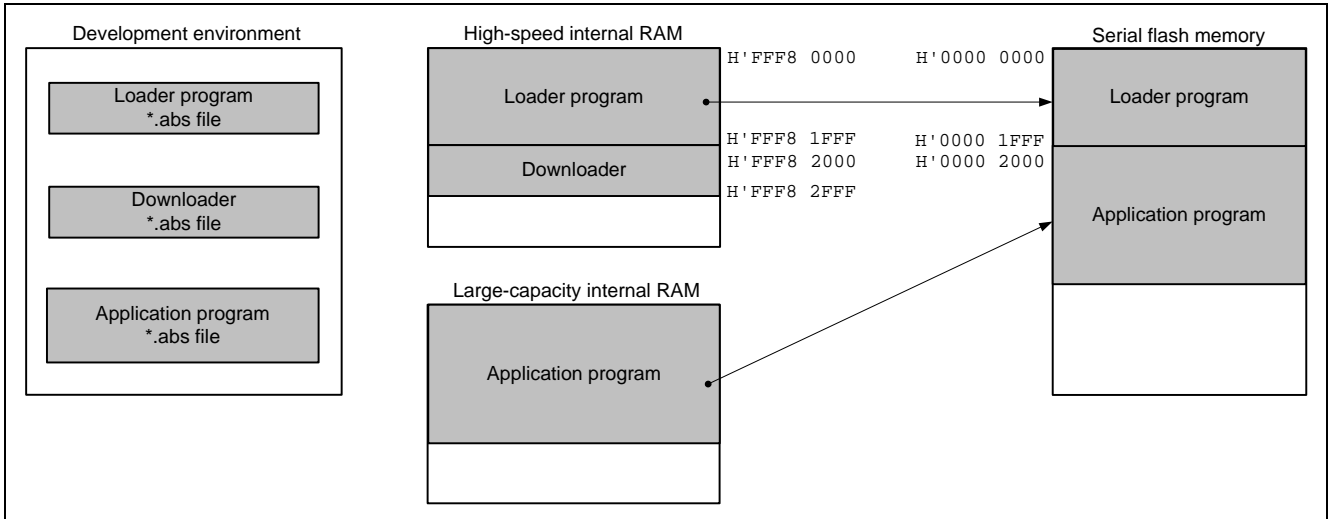 Development environment
Loader program
*.abs file
Downloader
*.abs file
Application program
*.abs file
High-speed internal RAM
Loader program
Downloader
H'FFF8 0000
H'FFF8 1FFF
H'FFF8 2000
H'FFF8 2FFF
Large-capacity internal RAM
Application program
Serial flash memory
H'0000 0000
H'0000 1FFF
H'0000 2000
Loader program
Application program